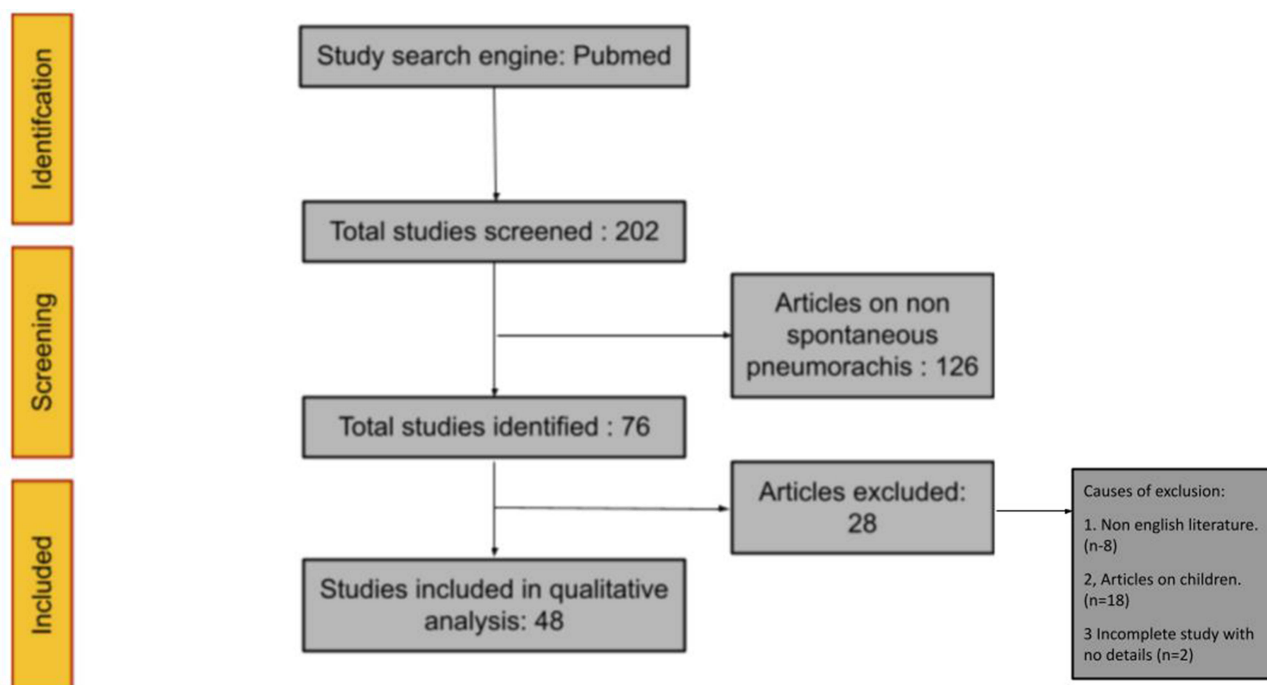 Identifcation
Study search engine: Pubmed
Total studies screened : 202
Screening
Articles on non
spontaneous
pneumorachis : 126
Total studies identified : 76
Included
Articles excluded:
28
Causes of exclusion:
1. Non english literature.
(n-8)
2, Articles on children.
(n=18)
3 Incomplete study with
no details (n=2)
Studies included in qualitative
analysis: 48